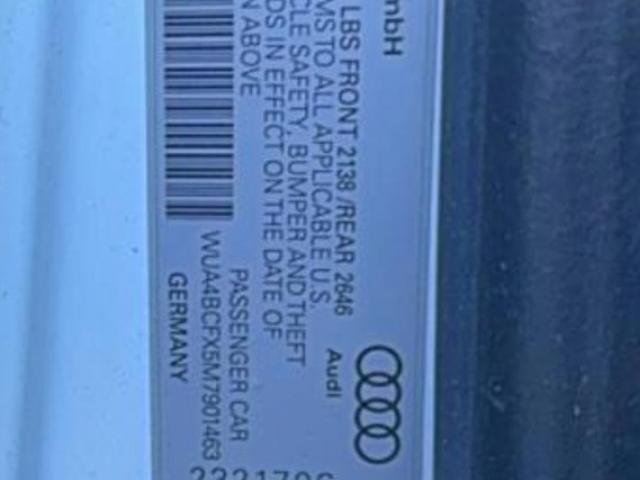 mbH
LBS FRONT 2138 /REAR 2646
MS TO ALL APPLICABLE U.S.
CLE SAFETY, BUMPER AND THEFT
DS IN EFFECT ON THE DATE OF
N ABOVE
Audi
PASSENGER CAR
WUA4BCFX5M7901463
GERMANY